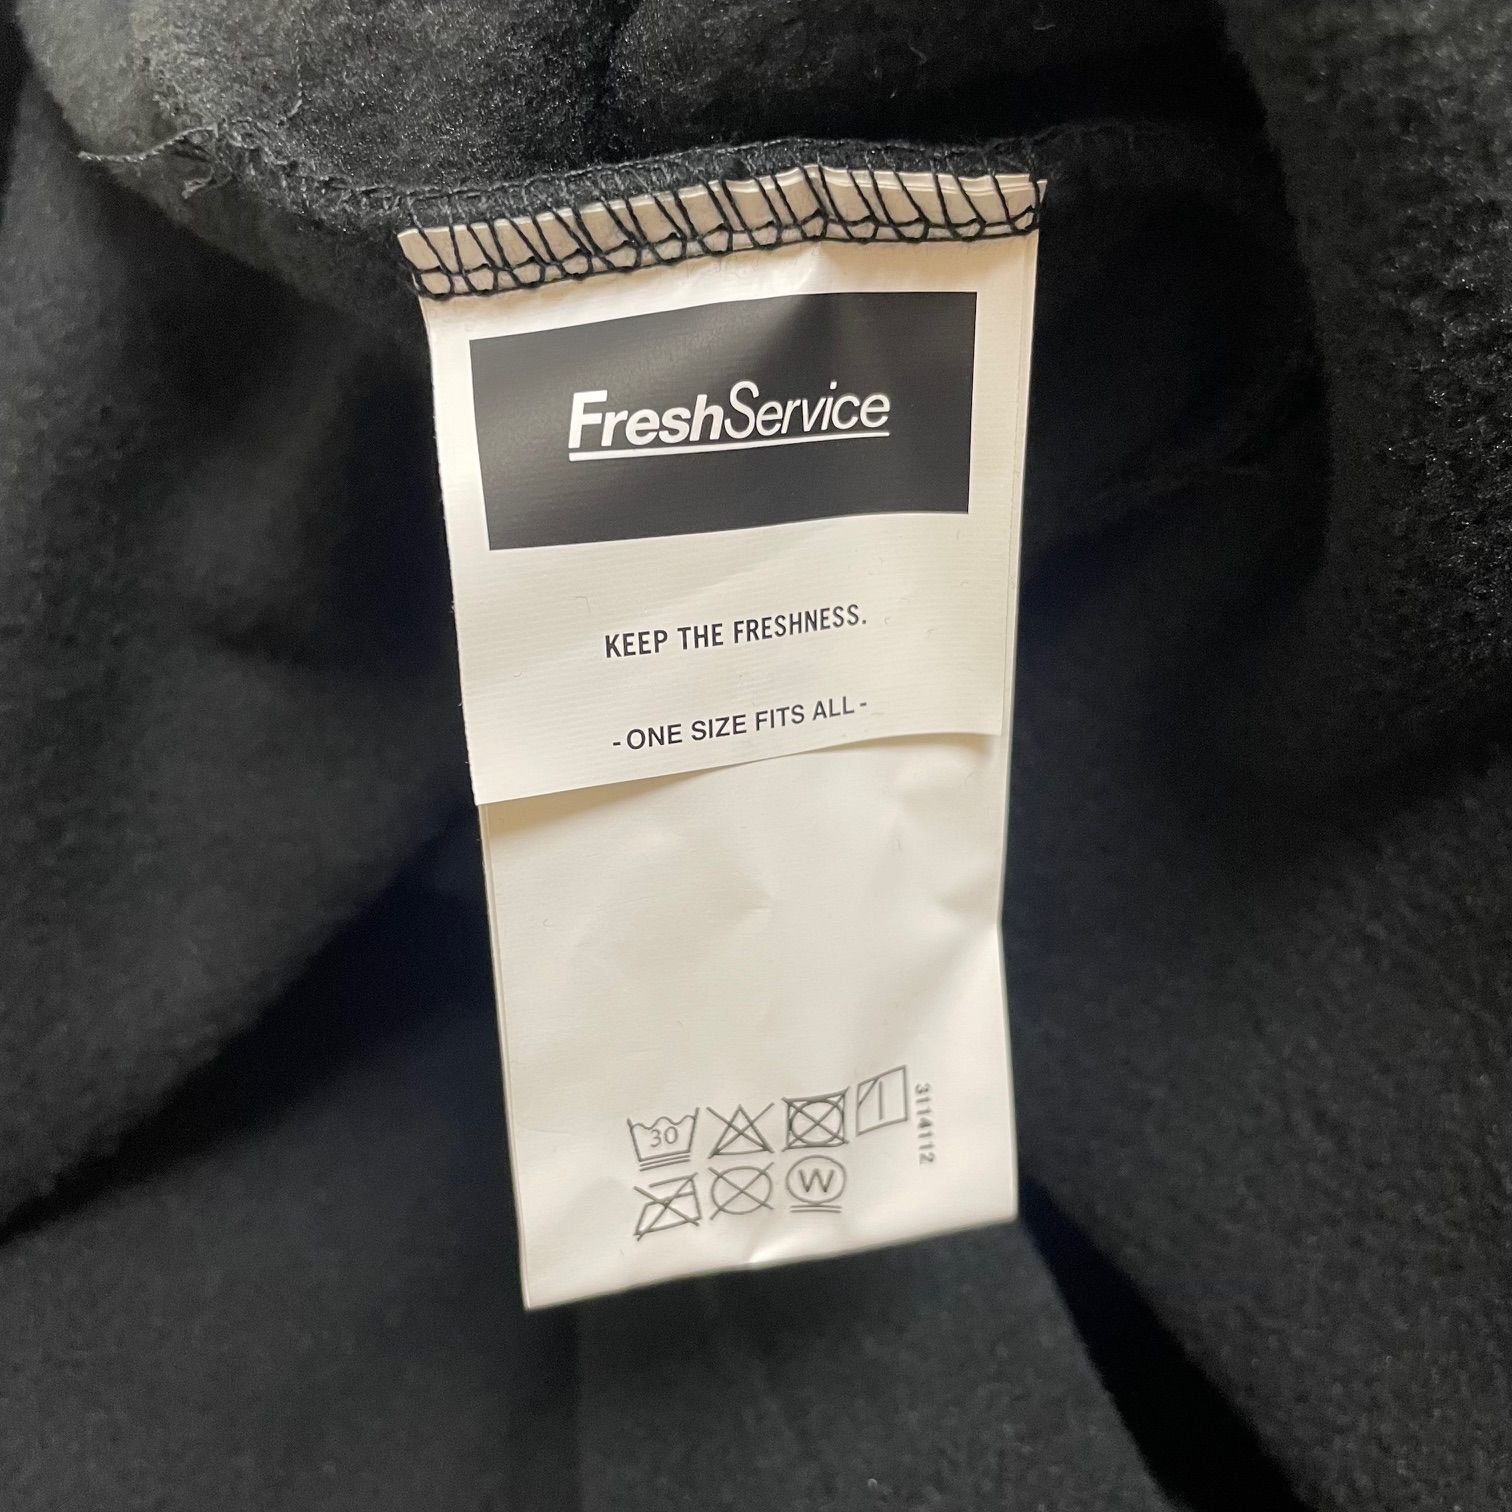 FreshService
KEEP THE FRESHNESS.
- ONE SIZE FITS ALL -
30
W
3114112